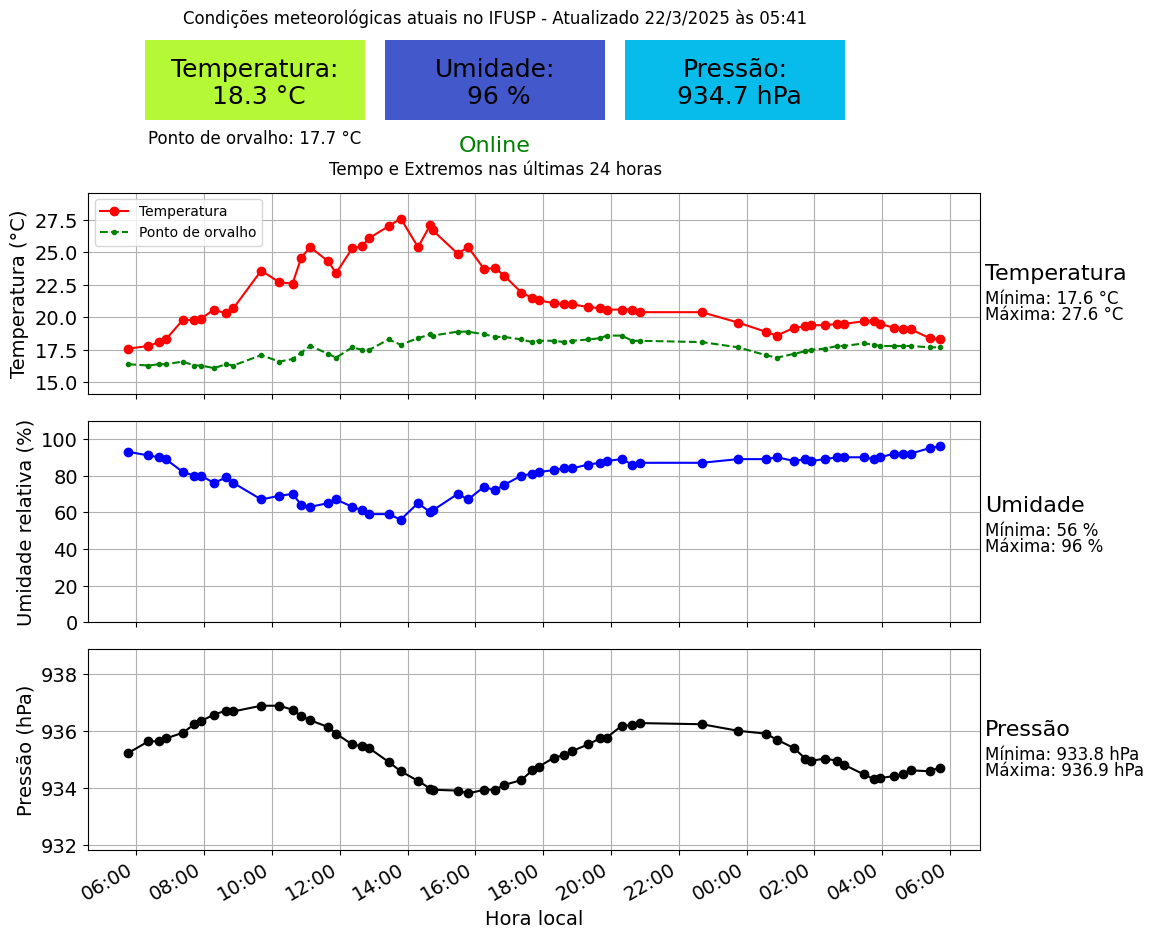 Condições meteorológicas atuais no IFUSP - Atualizado 22/3/2025 às 05:41
Temperatura:
18.3 °C
Umidade:
96 %
Pressão:
934.7 hPa
Ponto de orvalho: 17.7 °C
Online
Tempo e Extremos nas últimas 24 horas
Temperatura (°C)
27.5
25.0
22.5
20.0
17.5
15.0
Temperatura
Ponto de orvalho
Temperatura
Mínima: 17.6 °C
Máxima: 27.6 °C
Umidade relativa (%)
100
80
60
40
20
0
Umidade
Mínima: 56 %
Máxima: 96 %
Pressão (hPa)
938
936
934
932
Pressão
Mínima: 933.8 hPa
Máxima: 936.9 hPa
06:00 08:00 10:00 12:00 14:00 16:00 18:00 20:00 22:00 00:00 02:00 04:00 06:00
Hora local